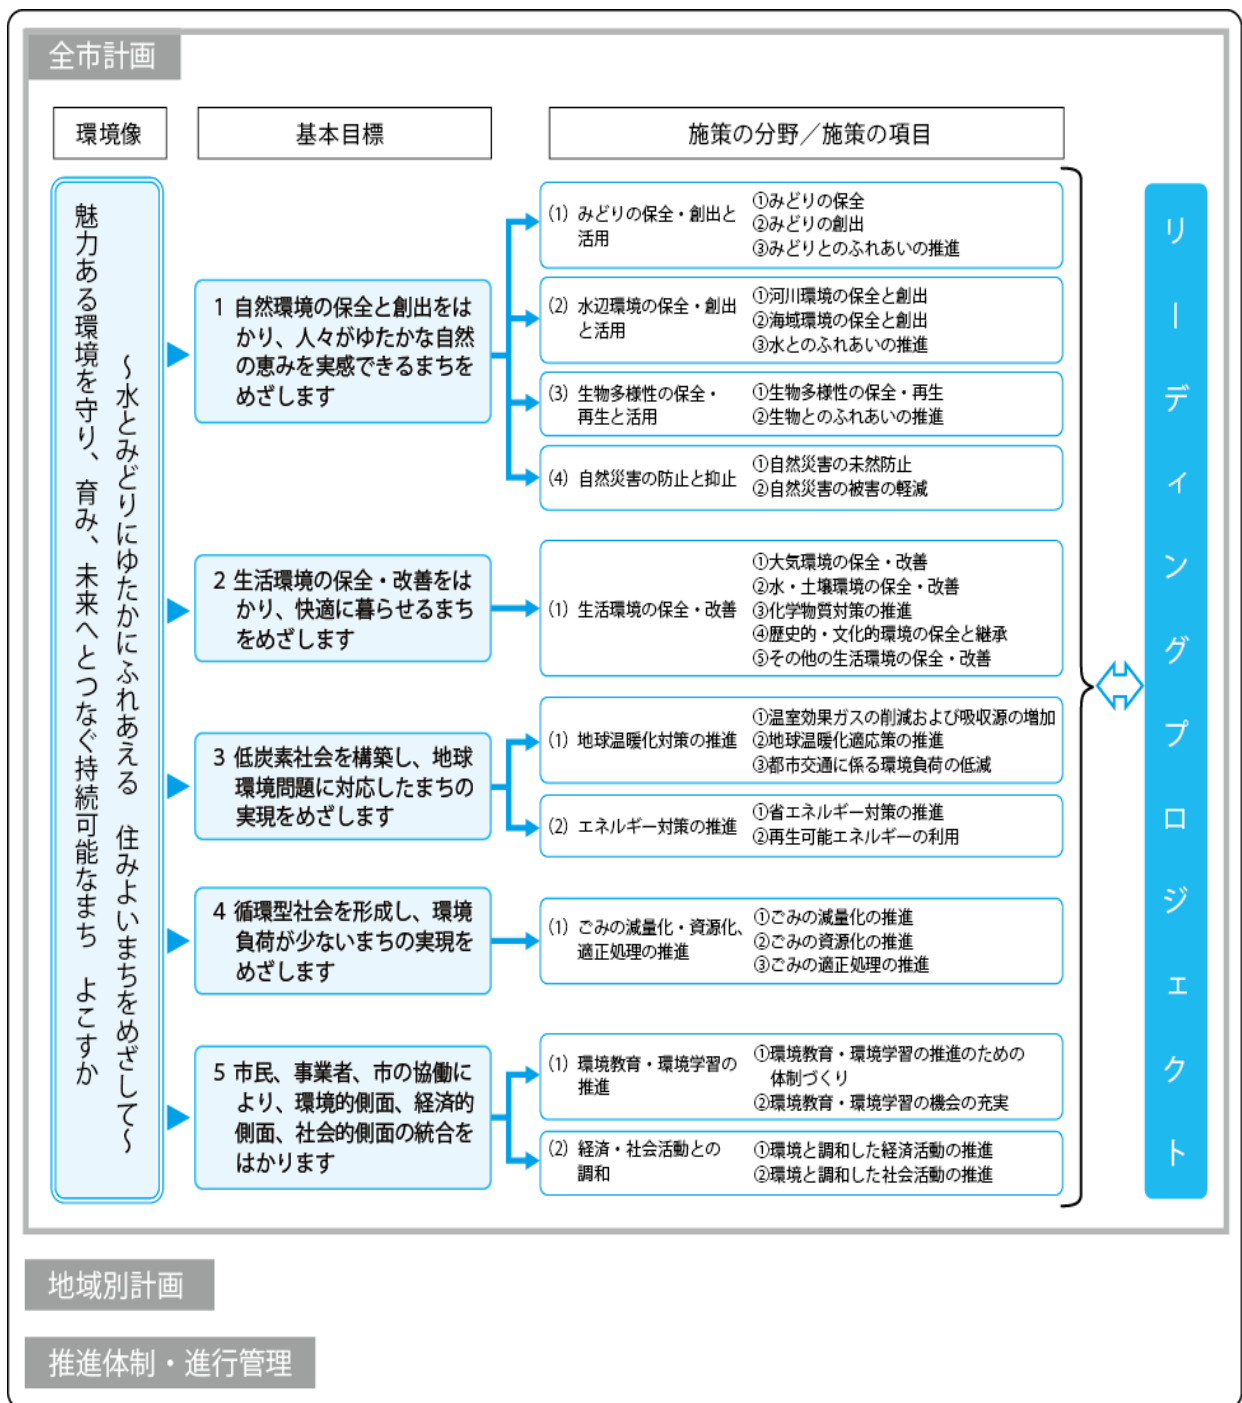 全市計画
環境像
基本目標
施策の分野／施策の項目
魅力ある環境を守り、育み、未来へとつなぐ持続可能なまち　よこすか
～水とみどりにゆたかにふれあえる　住みよいまちをめざして～
1 自然環境の保全と創出をは
かり、人々がゆたかな自然
の恵みを実感できるまちを
めざします
(1) みどりの保全・創出と
活用
①みどりの保全
②みどりの創出
③みどりとのふれあいの推進
(2) 水辺環境の保全・創出
と活用
①河川環境の保全と創出
②海域環境の保全と創出
③水とのふれあいの推進
(3) 生物多様性の保全・
再生と活用
①生物多様性の保全・再生
②生物とのふれあいの推進
(4) 自然災害の防止と抑止
①自然災害の未然防止
②自然災害の被害の軽減
2 生活環境の保全・改善をは
かり、快適に暮らせるまち
をめざします
(1) 生活環境の保全・改善
①大気環境の保全・改善
②水・土壌環境の保全・改善
③化学物質対策の推進
④歴史的・文化的環境の保全と継承
⑤その他の生活環境の保全・改善
3 低炭素社会を構築し、地球
環境問題に対応したまちの
実現をめざします
(1) 地球温暖化対策の推進
①温室効果ガスの削減および吸収源の増加
②地球温暖化適応策の推進
③都市交通に係る環境負荷の低減
(2) エネルギー対策の推進
①省エネルギー対策の推進
②再生可能エネルギーの利用
4 循環型社会を形成し、環境
負荷が少ないまちの実現を
めざします
(1) ごみの減量化・資源化、
適正処理の推進
①ごみの減量化の推進
②ごみの資源化の推進
③ごみの適正処理の推進
5 市民、事業者、市の協働に
より、環境的側面、経済的
側面、社会的側面の統合を
はかります
(1) 環境教育・環境学習の
推進
①環境教育・環境学習の推進のための
体制づくり
②環境教育・環境学習の機会の充実
(2) 経済・社会活動との
調和
①環境と調和した経済活動の推進
②環境と調和した社会活動の推進
リーディングプロジェクト
地域別計画
推進体制・進行管理